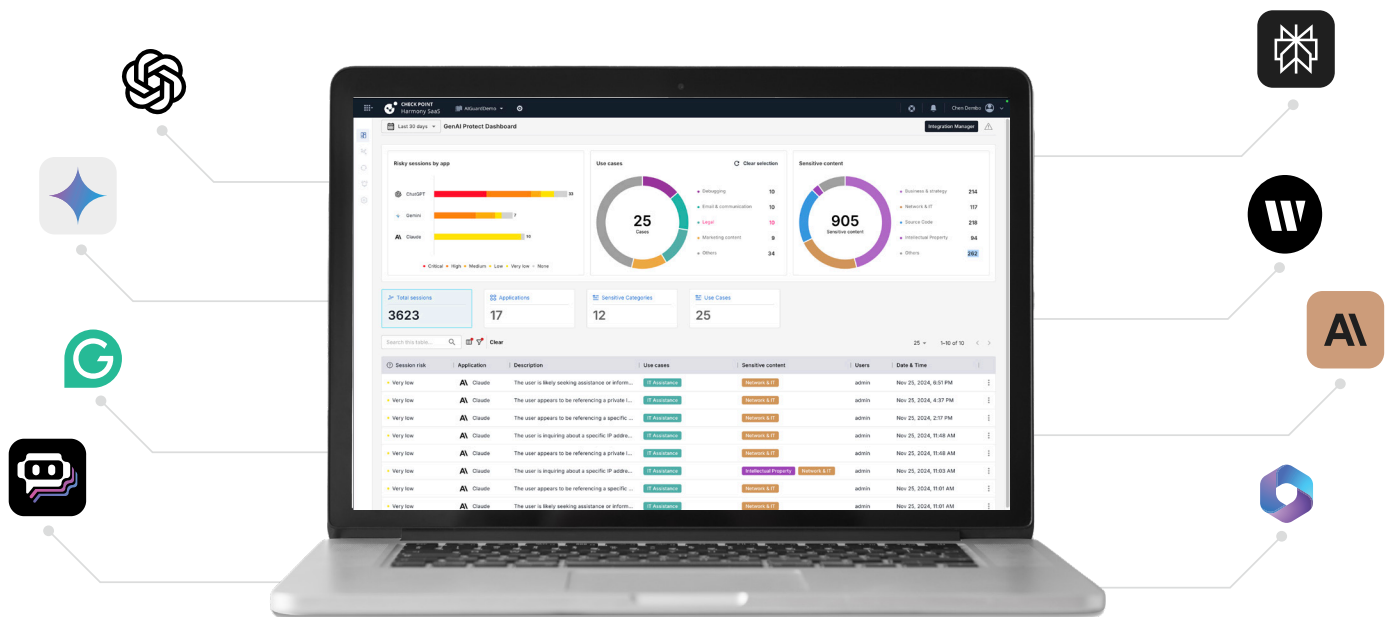 CHECK POINT
Harmony SaaS
AIGuardDemo
Chen Dembo
Last 30 days
GenAI Protect Dashboard
Integration Manager
Risky sessions by app
ChatGPT
33
Gemini
7
Claude
10
Critical High Medium Low Very low None
Use cases
Clear selection
25
Cases
Debugging 10
Email & communication 10
Legal 10
Marketing content 9
Others 34
Sensitive content
905
Sensitive content
Business & strategy 214
Network & IT 117
Source Code 218
Intellectual Property 94
Others 262
Total sessions
3623
Applications
17
Sensitive Categories
12
Use Cases
25
Search this table...
Clear
25
1-10 of 10
Session risk Application Description Use cases Sensitive content Users Date & Time
Very low Claude The user is likely seeking assistance or inform... IT Assistance Network & IT admin Nov 25, 2024, 6:51 PM
Very low Claude The user appears to be referencing a private I... IT Assistance Network & IT admin Nov 25, 2024, 4:37 PM
Very low Claude The user appears to be referencing a specific ... IT Assistance Network & IT admin Nov 25, 2024, 2:17 PM
Very low Claude The user is inquiring about a specific IP addre... IT Assistance Network & IT admin Nov 25, 2024, 11:48 AM
Very low Claude The user appears to be referencing a private I... IT Assistance Network & IT admin Nov 25, 2024, 11:48 AM
Very low Claude The user is inquiring about a specific IP addre... IT Assistance Intellectual Property Network & IT admin Nov 25, 2024, 11:03 AM
Very low Claude The user appears to be referencing a specific ... IT Assistance Network & IT admin Nov 25, 2024, 11:01 AM
Very low Claude The user is likely seeking assistance or inform... IT Assistance Network & IT admin Nov 25, 2024, 11:01 AM